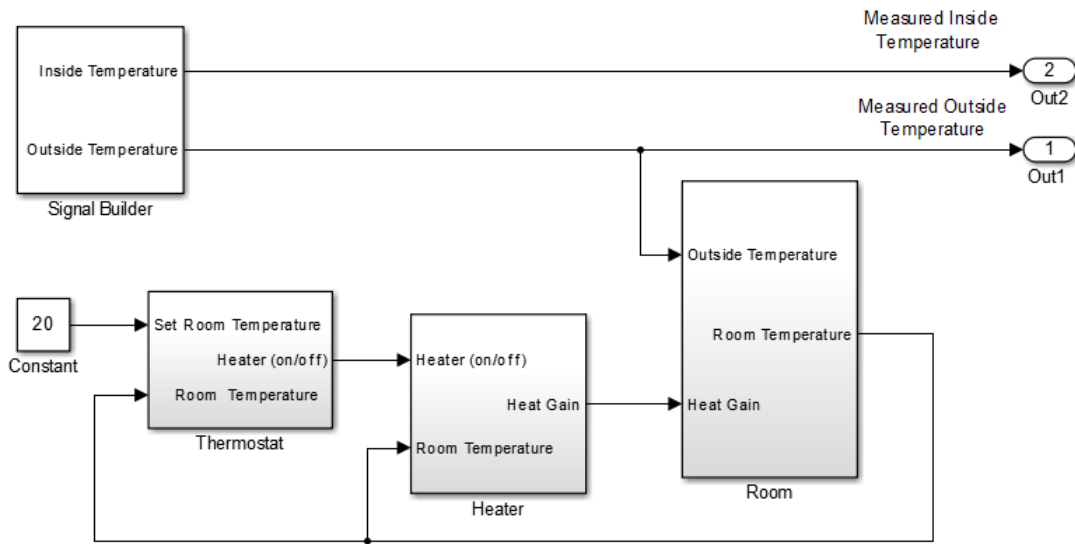 Measured Inside
Temperature
Inside Temperature
2
Out2
Measured Outside
Temperature
Outside Temperature
1
Out1
Signal Builder
Outside Temperature
20
Constant
Set Room Temperature
Heater (on/off)
Room Temperature
Thermostat
Heater (on/off)
Heat Gain
Room Temperature
Heater
Room Temperature
Heat Gain
Room